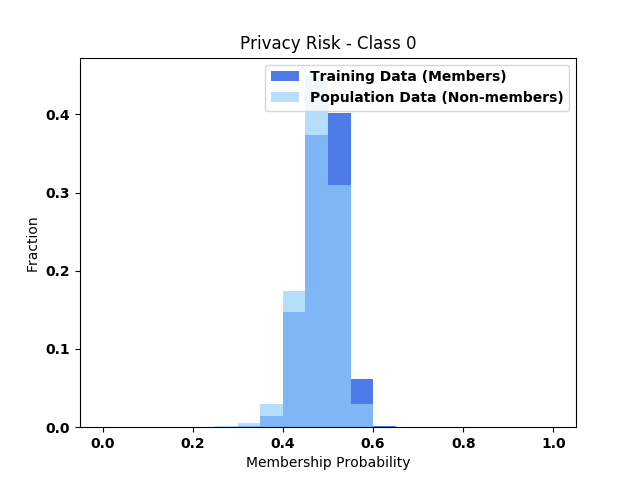 Privacy Risk - Class 0
Training Data (Members)
Population Data (Non-members)
0.4
0.3
0.2
0.1
0.0
Fraction
0.0 0.2 0.4 0.6 0.8 1.0
Membership Probability